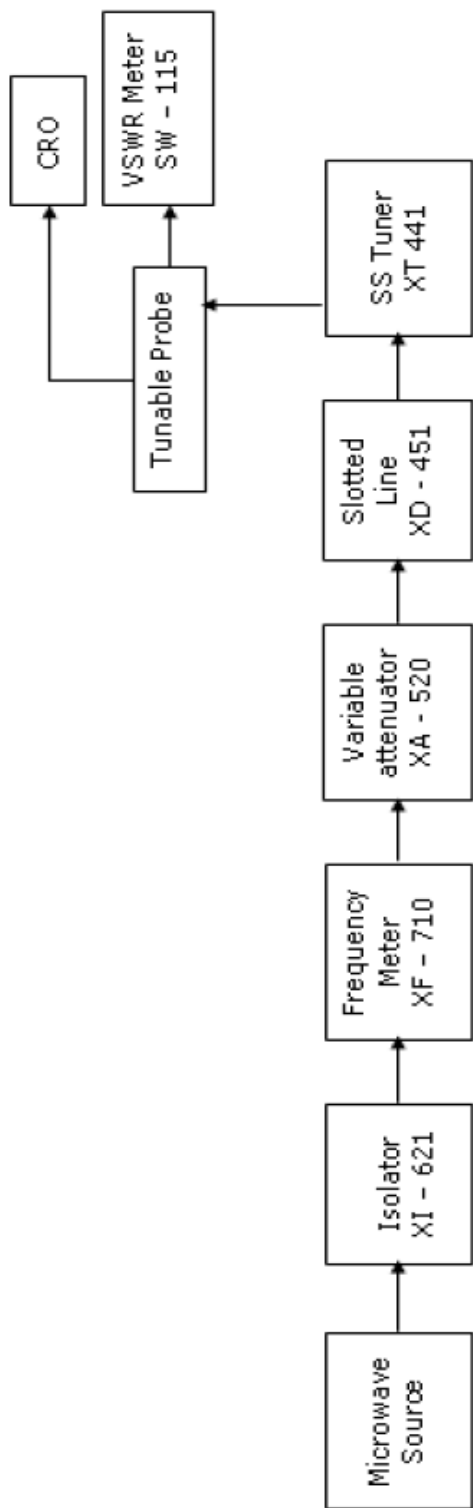 CRO
VSWR Meter
SW – 115
Tunable Probe
Microwave
Source
Isolator
XI – 621
Frequency
Meter
XF – 710
Variable
attenuator
XA - 520
Slotted
Line
XD - 451
SS Tuner
XT 441